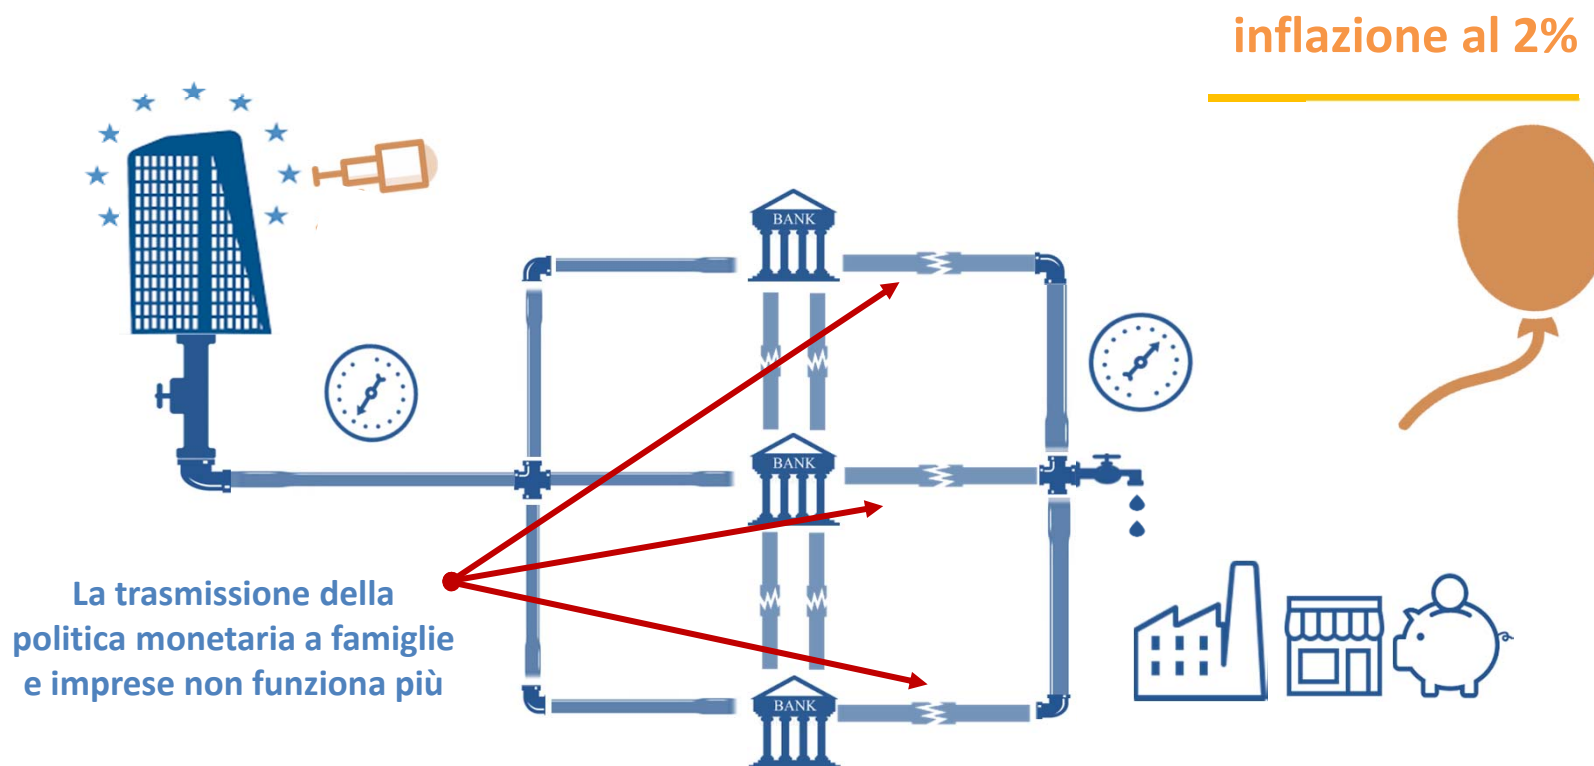 inflazione al 2%
BANK
BANK
La trasmissione della
politica monetaria a famiglie
e imprese non funziona più
BANK